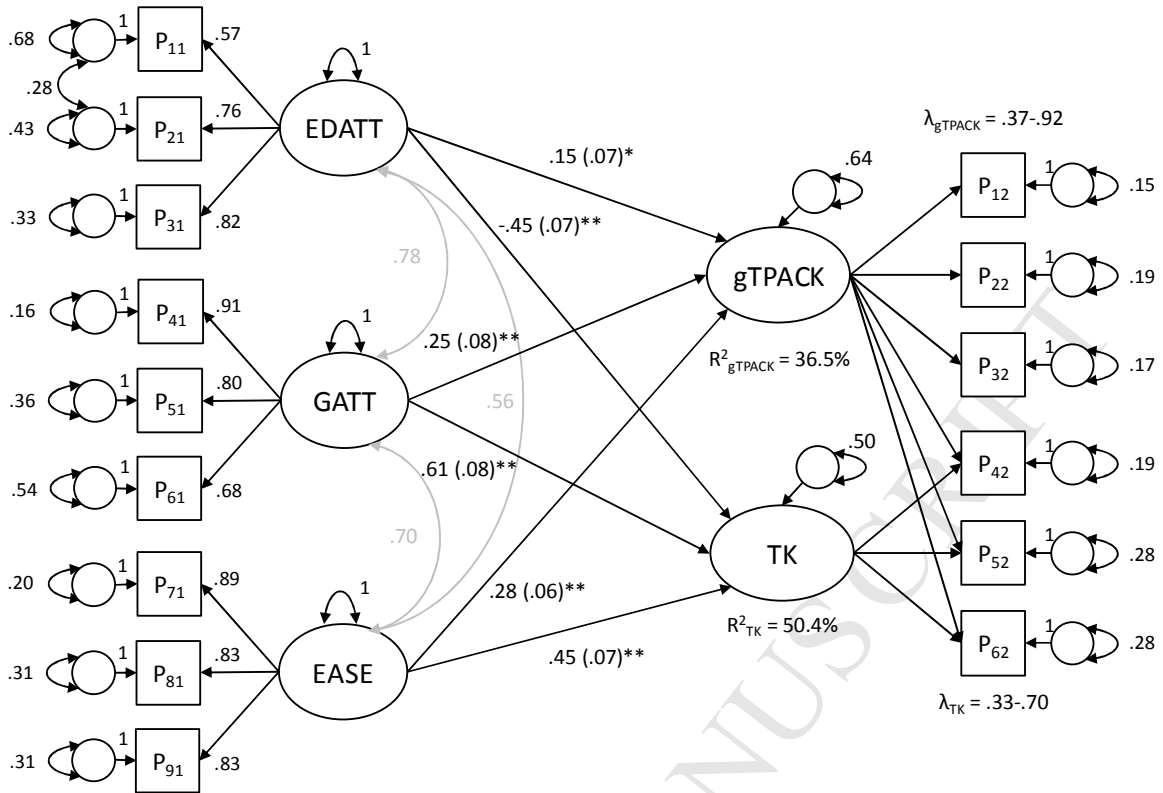 .68 1 P11 .57
.28
.43 1 P21 .76
.33 1 P31 .82
1
EDATT
.16 1 P41 .91
.36 1 P51 .80
.54 1 P61 .68
1
GATT
.20 1 P71 .89
.31 1 P81 .83
.31 1 P91 .83
1
EASE
.78
.56
.70
.15 (.07)*
-.45 (.07)**
.25 (.08)**
.61 (.08)**
.28 (.06)**
.45 (.07)**
.64
gTPACK
R²gTPACK = 36.5%
.50
TK
R²TK = 50.4%
λgTPACK = .37-.92
P12 1 .15
P22 1 .19
P32 1 .17
P42 1 .19
P52 1 .28
P62 1 .28
λTK = .33-.70
NUSCRIPT